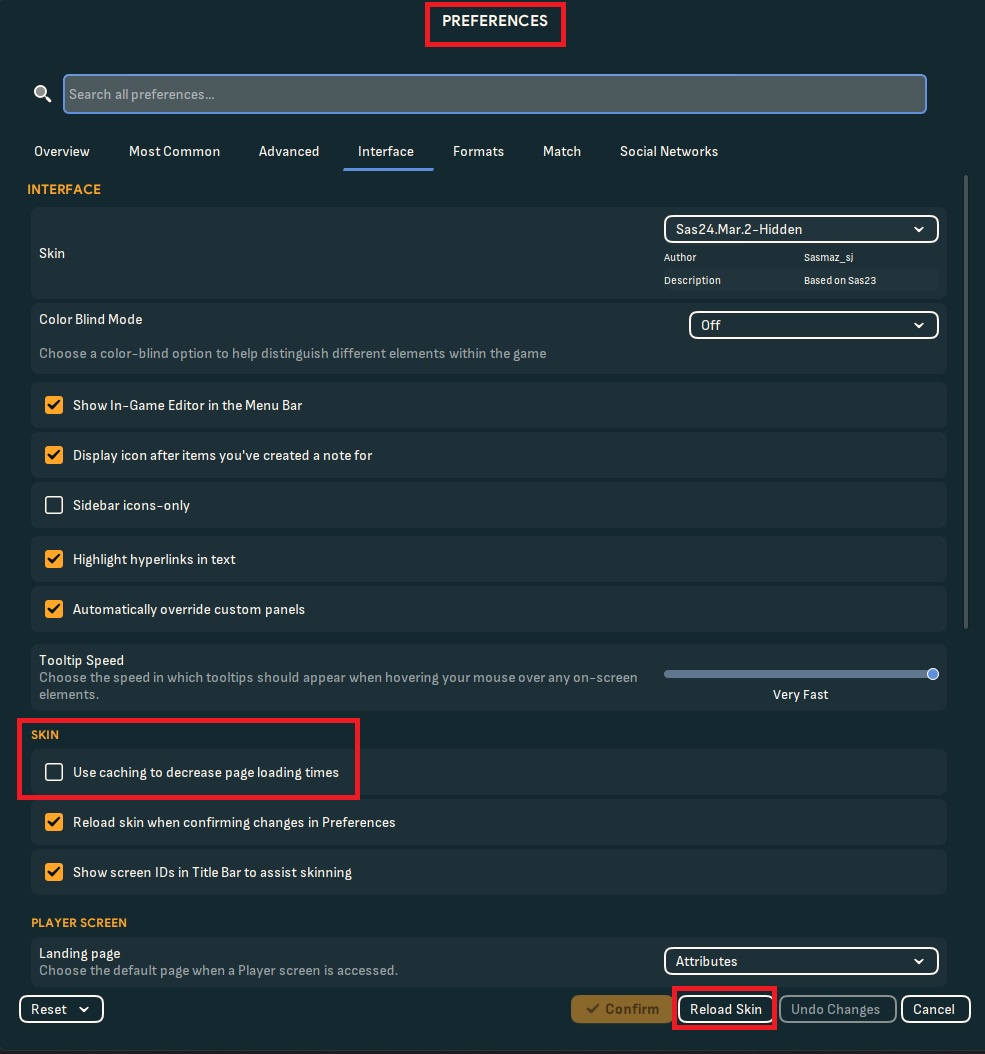 PREFERENCES
Search all preferences...
Overview Most Common Advanced Interface Formats Match Social Networks
INTERFACE
Skin
Sas24.Mar.2-Hidden
Author Sasmaz_sj
Description Based on Sas23
Color Blind Mode
Off
Choose a color-blind option to help distinguish different elements within the game
Show In-Game Editor in the Menu Bar
Display icon after items you've created a note for
Sidebar icons-only
Highlight hyperlinks in text
Automatically override custom panels
Tooltip Speed
Choose the speed in which tooltips should appear when hovering your mouse over any on-screen
elements.
Very Fast
SKIN
Use caching to decrease page loading times
Reload skin when confirming changes in Preferences
Show screen IDs in Title Bar to assist skinning
PLAYER SCREEN
Landing page
Choose the default page when a Player screen is accessed.
Attributes
Reset Confirm Reload Skin Undo Changes Cancel